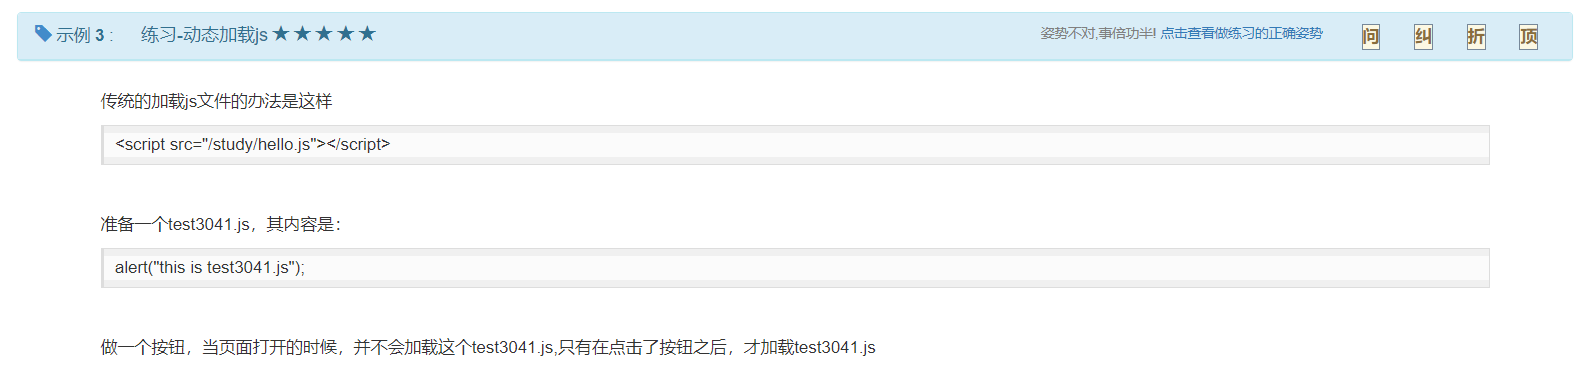 示例 3 : 练习-动态加载js ★★★★★ 姿势不对,事倍功半! 点击查看做练习的正确姿势 问 纠 折 顶
传统的加载js文件的办法是这样
<script src="/study/hello.js"></script>
准备一个test3041.js，其内容是：
alert("this is test3041.js");
做一个按钮，当页面打开的时候，并不会加载这个test3041.js,只有在点击了按钮之后，才加载test3041.js